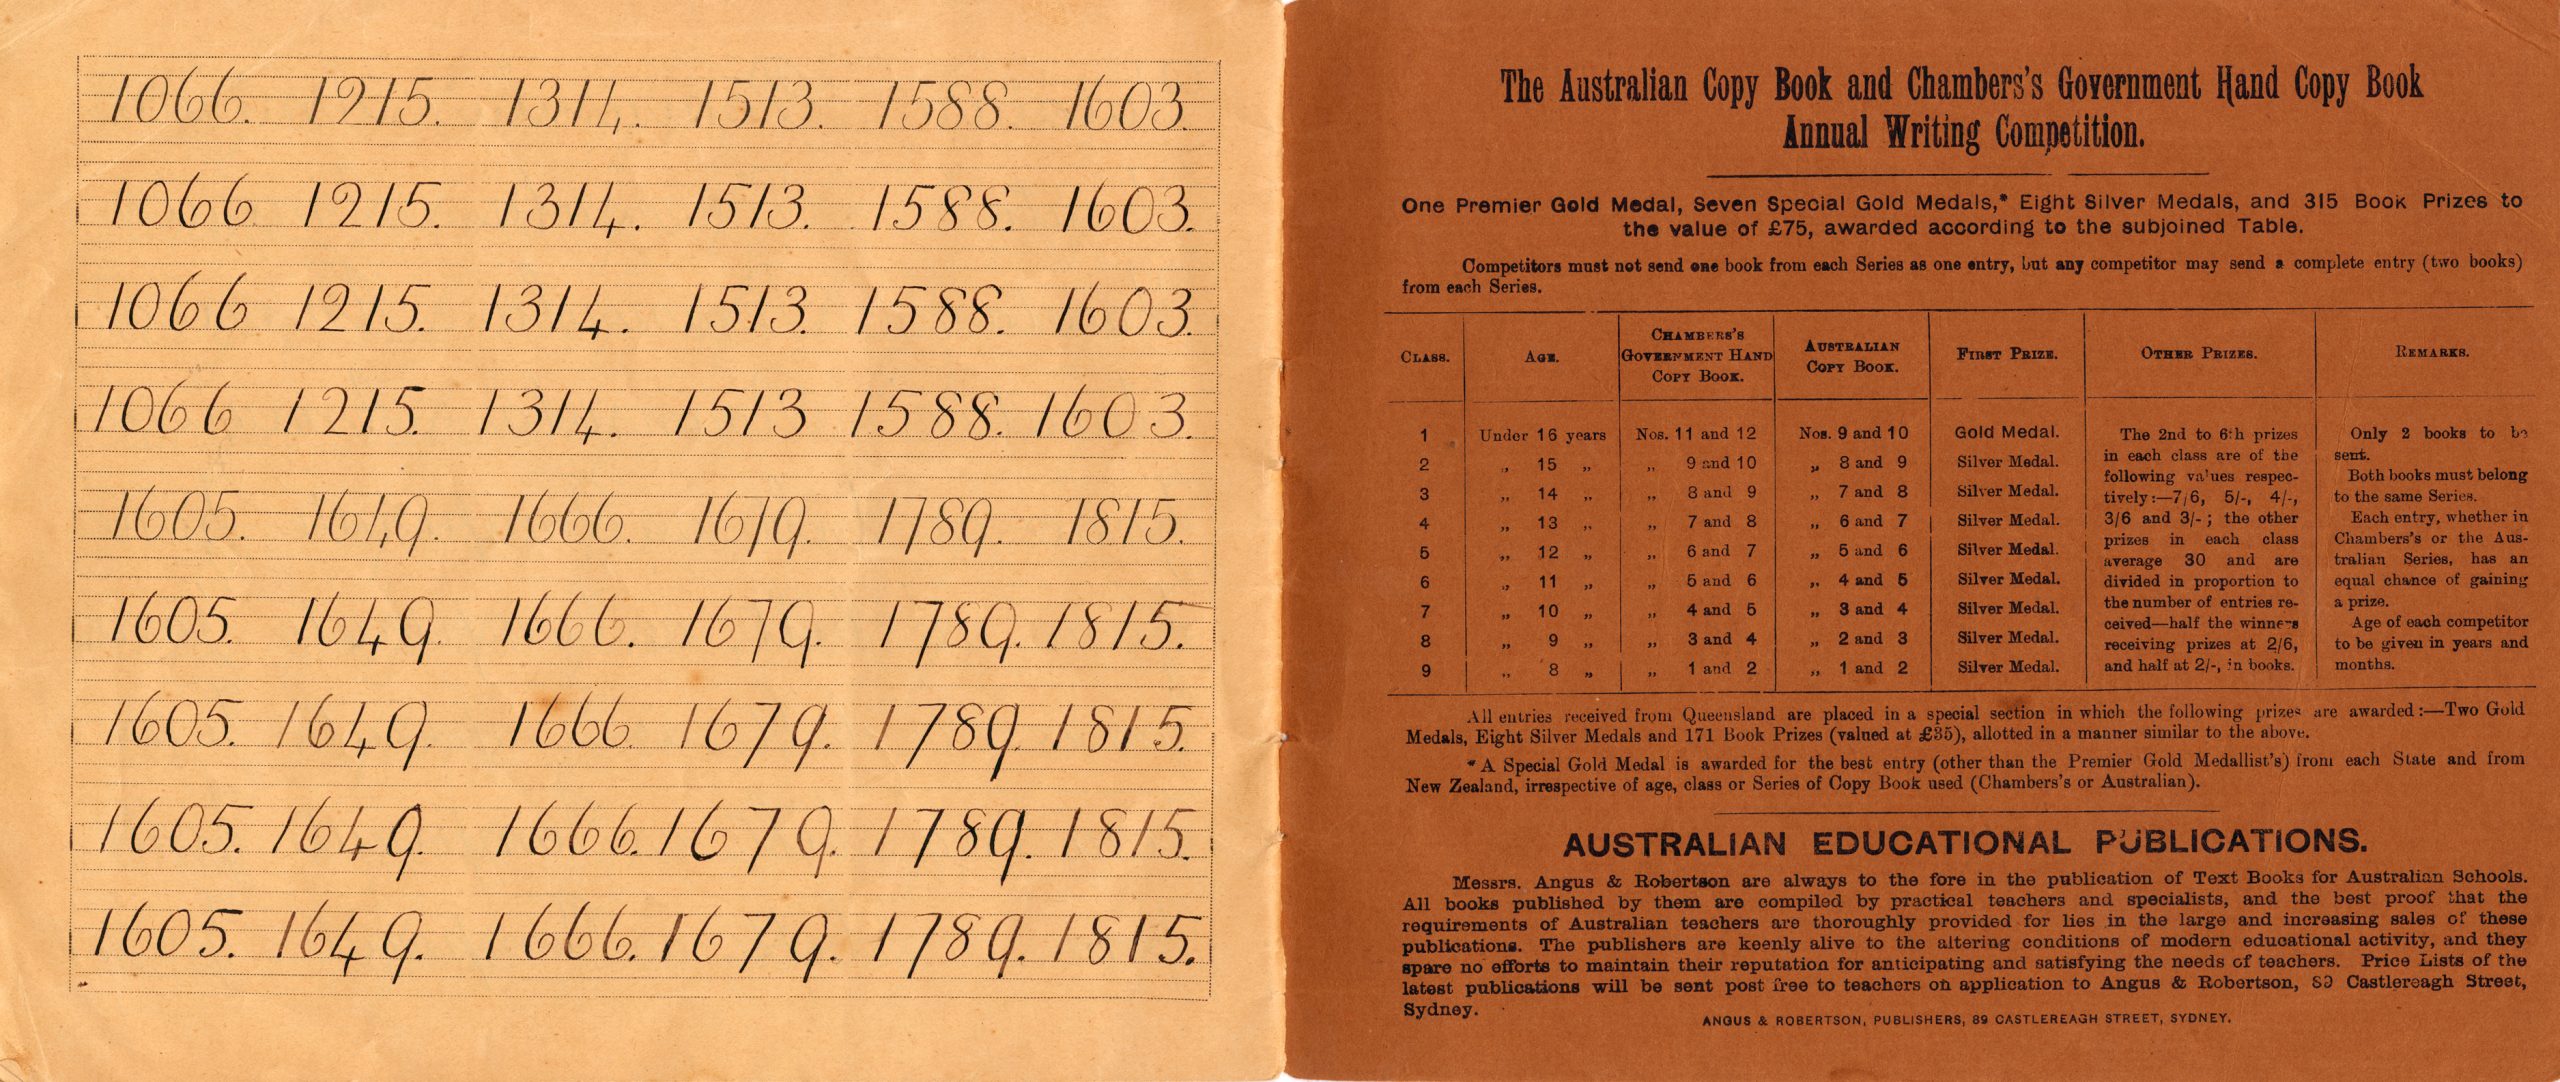 1066. 1215. 1314. 1513. 1588. 1603.
1066 1215. 1314. 1513. 1588. 1603.
1066 1215. 1314. 1513. 1588. 1603.
1066 1215. 1314. 1513 1588. 1603.
1605. 1649. 1666. 1679. 1789. 1815.
1605. 1649. 1666. 1679. 1789. 1815.
1605. 1649. 1666 1679. 1789. 1815.
1605. 1649. 1666. 1679. 1789. 1815.
1605. 1649. 1666. 1679. 1789. 1815.
The Australian Copy Book and Chambers's Government Hand Copy Book
Annual Writing Competition.
One Premier Gold Medal, Seven Special Gold Medals,* Eight Silver Medals, and 315 Book Prizes to
the value of £75, awarded according to the subjoined Table.
Competitors must not send one book from each Series as one entry, but any competitor may send a complete entry (two books)
from each Series.
CLASS. AGE. CHAMBERS'S GOVERNMENT HAND COPY BOOK. AUSTRALIAN COPY BOOK. FIRST PRIZE. OTHER PRIZES. REMARKS.
1 Under 16 years Nos. 11 and 12 Nos. 9 and 10 Gold Medal.
2 „ 15 „ „ 9 and 10 „ 8 and 9 Silver Medal.
3 „ 14 „ „ 8 and 9 „ 7 and 8 Silver Medal.
4 „ 13 „ „ 7 and 8 „ 6 and 7 Silver Medal.
5 „ 12 „ „ 6 and 7 „ 5 and 6 Silver Medal.
6 „ 11 „ „ 5 and 6 „ 4 and 5 Silver Medal.
7 „ 10 „ „ 4 and 5 „ 3 and 4 Silver Medal.
8 „ 9 „ „ 3 and 4 „ 2 and 3 Silver Medal.
9 „ 8 „ „ 1 and 2 „ 1 and 2 Silver Medal.
The 2nd to 6th prizes
in each class are of the
following values respec-
tively:—7/6, 5/-, 4/-,
3/6 and 3/-; the other
prizes in each class
average 30 and are
divided in proportion to
the number of entries re-
ceived—half the winners
receiving prizes at 2/6,
and half at 2/-, in books.
Only 2 books to be
sent.
Both books must belong
to the same Series.
Each entry, whether in
Chambers's or the Aus-
tralian Series, has an
equal chance of gaining
a prize.
Age of each competitor
to be given in years and
months.
All entries received from Queensland are placed in a special section in which the following prizes are awarded:—Two Gold
Medals, Eight Silver Medals and 171 Book Prizes (valued at £35), allotted in a manner similar to the above.
* A Special Gold Medal is awarded for the best entry (other than the Premier Gold Medallist's) from each State and from
New Zealand, irrespective of age, class or Series of Copy Book used (Chambers's or Australian).
AUSTRALIAN EDUCATIONAL PUBLICATIONS.
Messrs. Angus & Robertson are always to the fore in the publication of Text Books for Australian Schools.
All books published by them are compiled by practical teachers and specialists, and the best proof that the
requirements of Australian teachers are thoroughly provided for lies in the large and increasing sales of these
publications. The publishers are keenly alive to the altering conditions of modern educational activity, and they
spare no efforts to maintain their reputation for anticipating and satisfying the needs of teachers. Price Lists of the
latest publications will be sent post free to teachers on application to Angus & Robertson, 89 Castlereagh Street,
Sydney.
ANGUS & ROBERTSON, PUBLISHERS, 89 CASTLEREAGH STREET, SYDNEY.